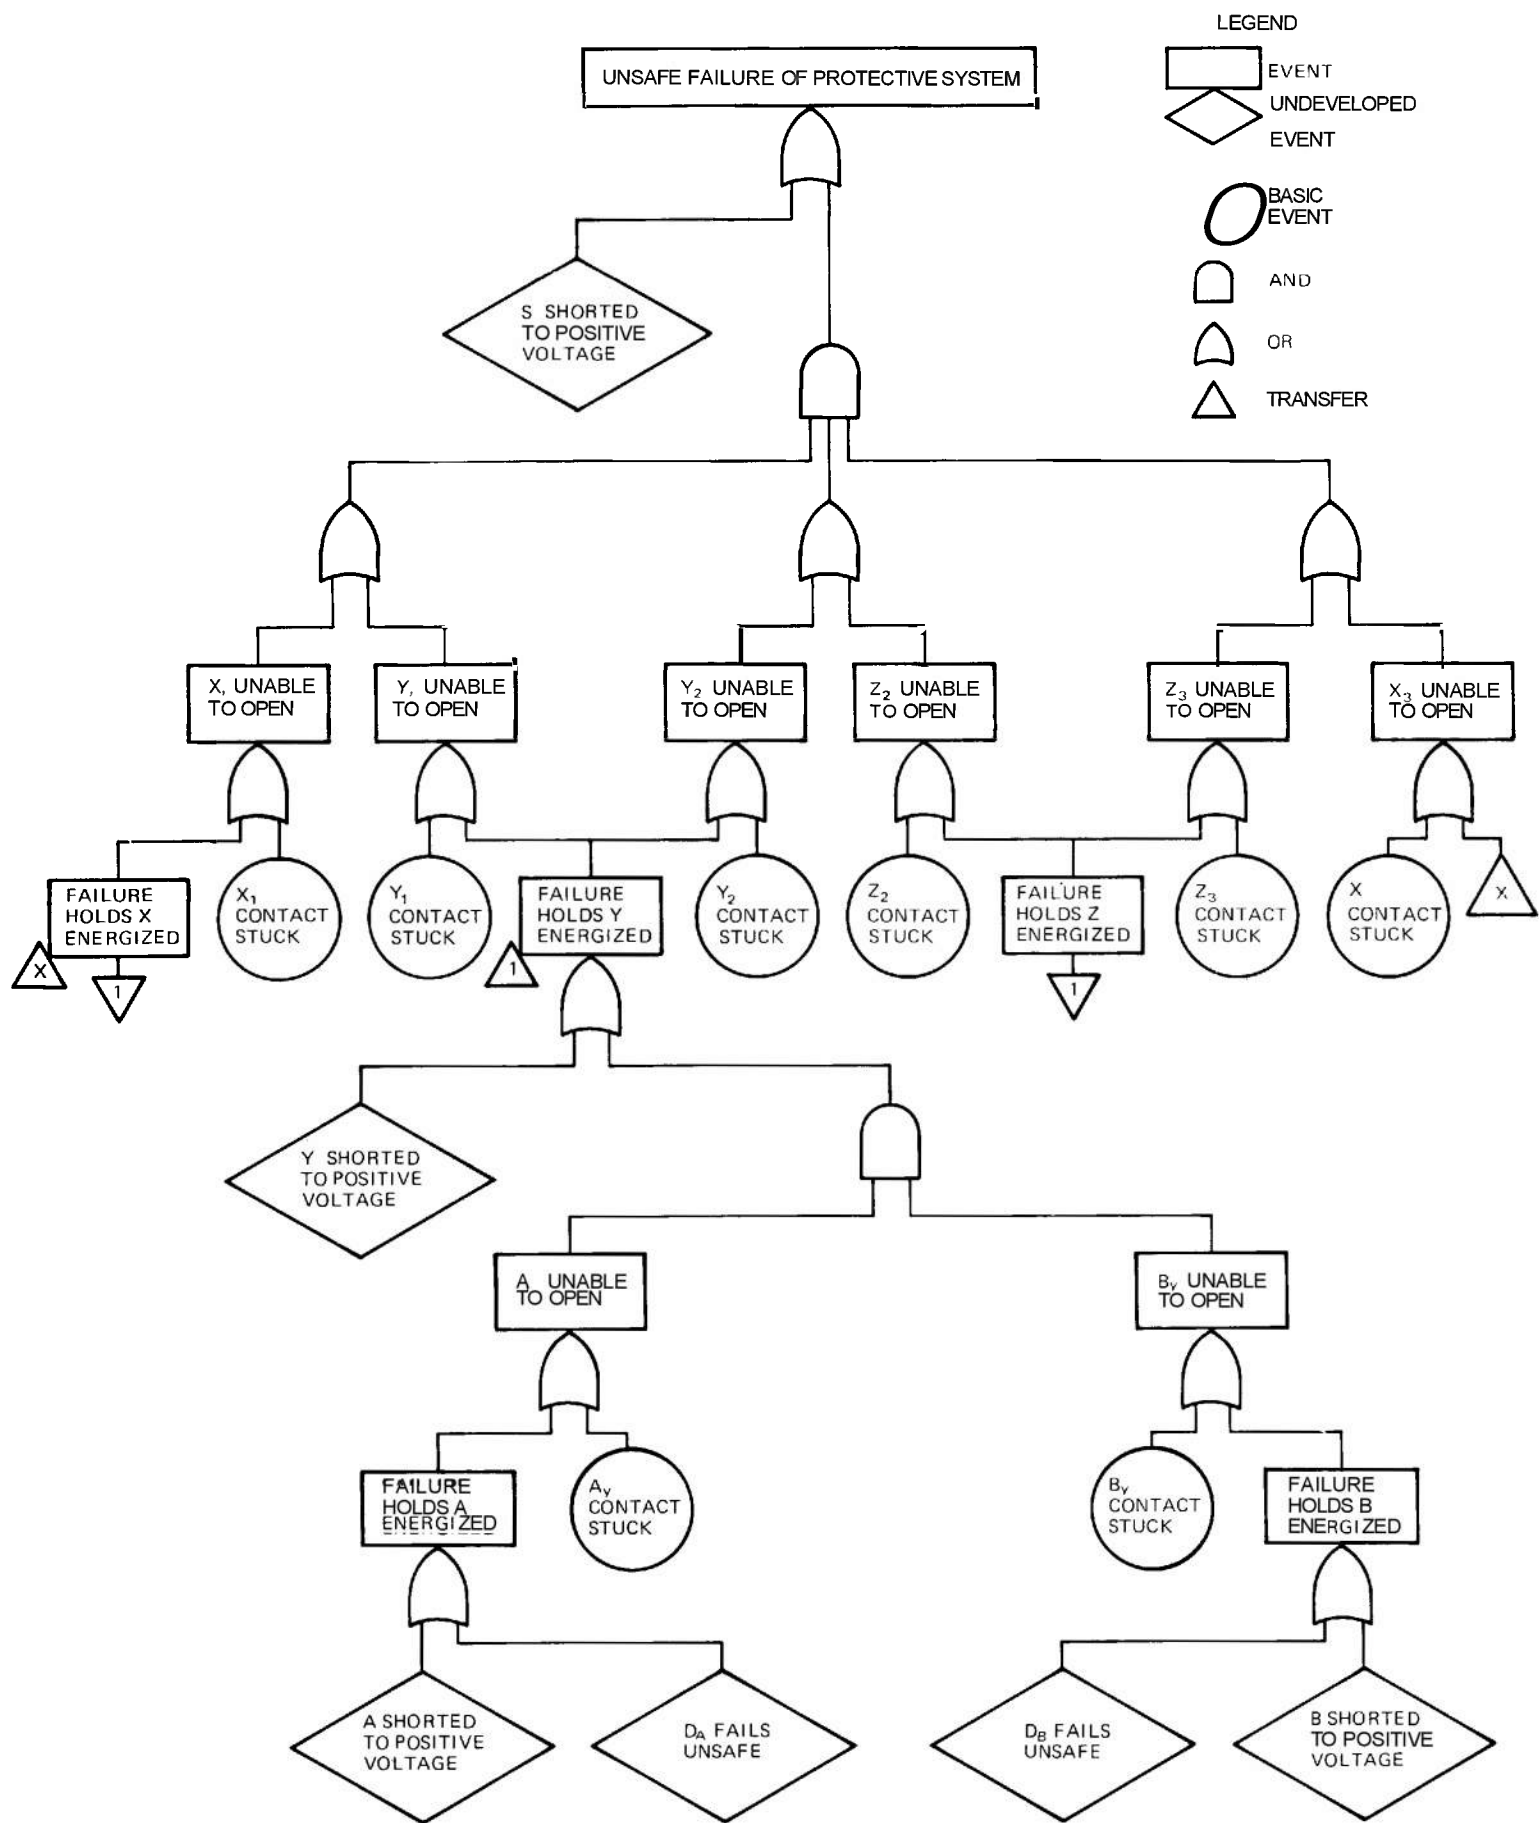 LEGEND
EVENT
UNDEVELOPED
EVENT
BASIC
EVENT
AND
OR
TRANSFER
UNSAFE FAILURE OF PROTECTIVE SYSTEM
S SHORTED
TO POSITIVE
VOLTAGE
X, UNABLE
TO OPEN
Y, UNABLE
TO OPEN
Y₂ UNABLE
TO OPEN
Z₂ UNABLE
TO OPEN
Z₃ UNABLE
TO OPEN
X₃ UNABLE
TO OPEN
FAILURE
HOLDS X
ENERGIZED
X
1
X₁
CONTACT
STUCK
Y₁
CONTACT
STUCK
FAILURE
HOLDS Y
ENERGIZED
1
Y₂
CONTACT
STUCK
Z₂
CONTACT
STUCK
FAILURE
HOLDS Z
ENERGIZED
1
Z₃
CONTACT
STUCK
X
CONTACT
STUCK
X
Y SHORTED
TO POSITIVE
VOLTAGE
A UNABLE
TO OPEN
Bᵧ UNABLE
TO OPEN
FAILURE
HOLDS A
ENERGIZED
Aᵧ
CONTACT
STUCK
Bᵧ
CONTACT
STUCK
FAILURE
HOLDS B
ENERGIZED
A SHORTED
TO POSITIVE
VOLTAGE
D_A FAILS
UNSAFE
D_B FAILS
UNSAFE
B SHORTED
TO POSITIVE
VOLTAGE